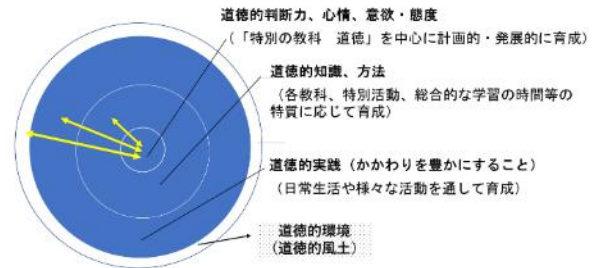 道徳的判断力、心情、意欲・態度
(「特別の教科　道徳」を中心に計画的・発展的に育成)
道徳的知識、方法
(各教科、特別活動、総合的な学習の時間等の
特質に応じて育成)
道徳的実践(かかわりを豊かにすること)
(日常生活や様々な活動を通して育成)
道徳的環境
(道徳的風土)